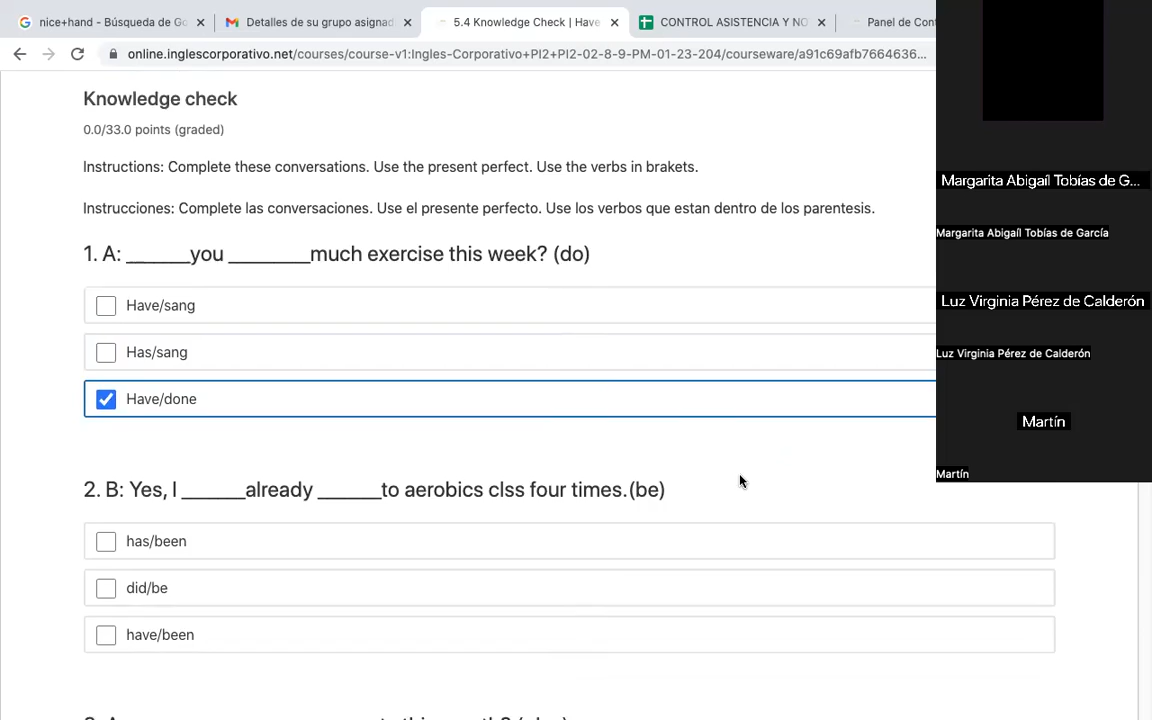 nice+hand - Búsqueda de Go
Detalles de su grupo asignad
5.4 Knowledge Check | Have
CONTROL ASISTENCIA Y NO
Panel de Cont
online.inglescorporativo.net/courses/course-v1:Ingles-Corporativo+PI2+PI2-02-8-9-PM-01-23-204/courseware/a91c69afb7664636...
Knowledge check
0.0/33.0 points (graded)
Instructions: Complete these conversations. Use the present perfect. Use the verbs in brakets.
Instrucciones: Complete las conversaciones. Use el presente perfecto. Use los verbos que estan dentro de los parentesis.
1. A: _______you _________much exercise this week? (do)
Have/sang
Has/sang
Have/done
2. B: Yes, I _______already _______to aerobics clss four times.(be)
has/been
did/be
have/been
Margarita Abigaíl Tobías de G...
Margarita Abigaíl Tobías de García
Luz Virginia Pérez de Calderón
Luz Virginia Pérez de Calderón
Martín
Martín